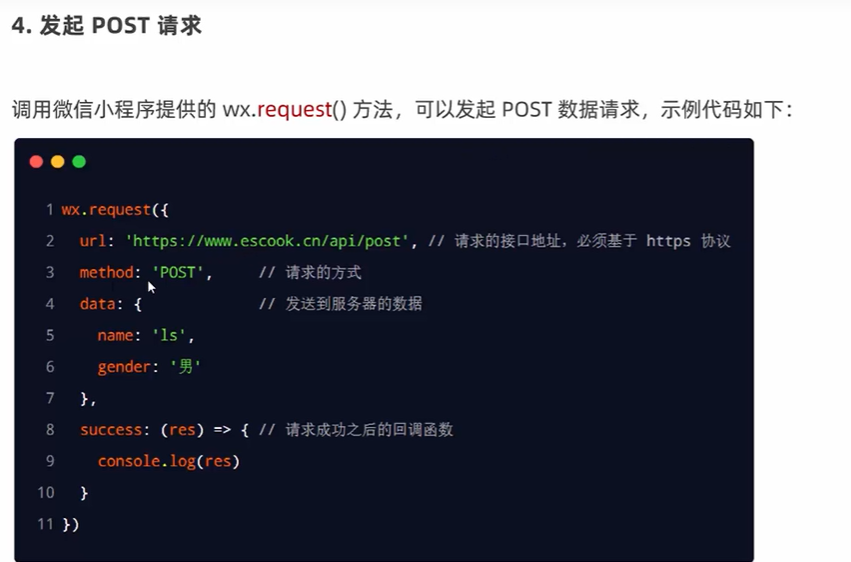 4. 发起 POST 请求
调用微信小程序提供的 wx.request() 方法，可以发起 POST 数据请求，示例代码如下：
1 wx.request({
2 url: 'https://www.escook.cn/api/post', // 请求的接口地址，必须基于 https 协议
3 method: 'POST', // 请求的方式
4 data: { // 发送到服务器的数据
5 name: 'ls',
6 gender: '男'
7 },
8 success: (res) => { // 请求成功之后的回调函数
9 console.log(res)
10 }
11 })